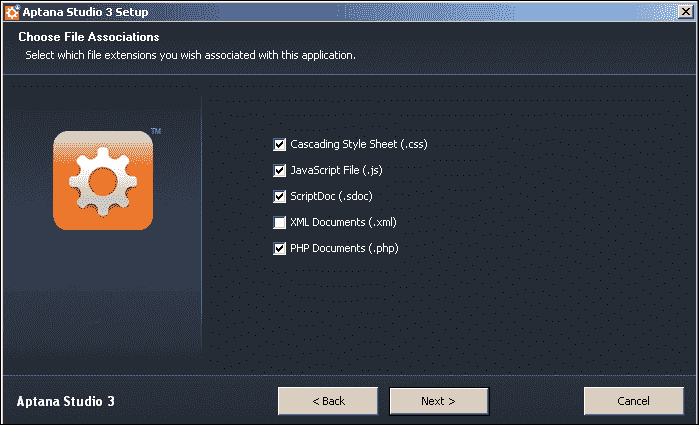 Aptana Studio 3 Setup
Choose File Associations
Select which file extensions you wish associated with this application.
TM
Cascading Style Sheet (.css)
JavaScript File (.js)
ScriptDoc (.sdoc)
XML Documents (.xml)
PHP Documents (.php)
Aptana Studio 3
< Back
Next >
Cancel